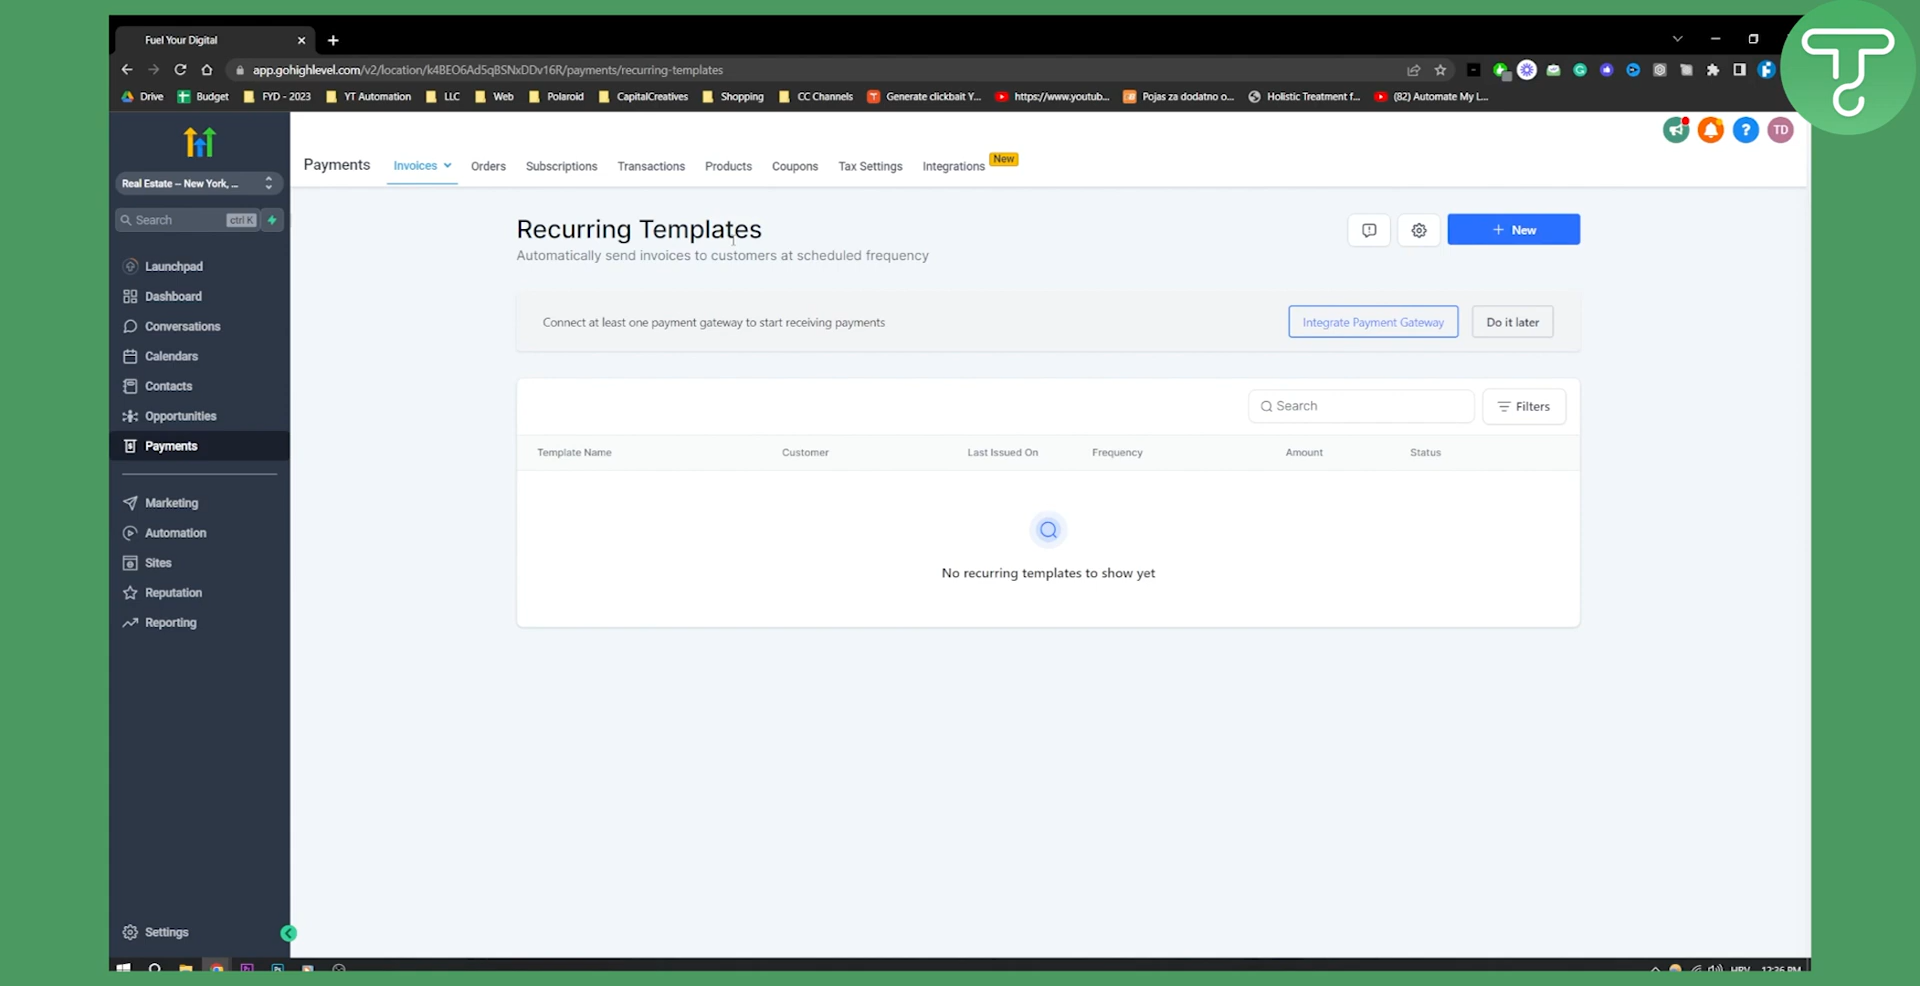 Fuel Your Digital
app.gohighlevel.com/v2/location/k4BEO6Ad5qBSNxDDv16R/payments/recurring-templates
Drive Budget FYD - 2023 YT Automation LLC Web Polaroid CapitalCreatives Shopping CC Channels Generate clickbait Y... https://www.youtub... Pojas za dodatno o... Holistic Treatment f... (82) Automate My L...
TD
Payments Invoices Orders Subscriptions Transactions Products Coupons Tax Settings Integrations New
Real Estate -- New York, ...
Search ctrl K
Launchpad
Dashboard
Conversations
Calendars
Contacts
Opportunities
Payments
Marketing
Automation
Sites
Reputation
Reporting
Settings
Recurring Templates
+ New
Automatically send invoices to customers at scheduled frequency
Connect at least one payment gateway to start receiving payments
Integrate Payment Gateway
Do it later
Search
Filters
Template Name Customer Last Issued On Frequency Amount Status
No recurring templates to show yet
HRV 12:36 PM